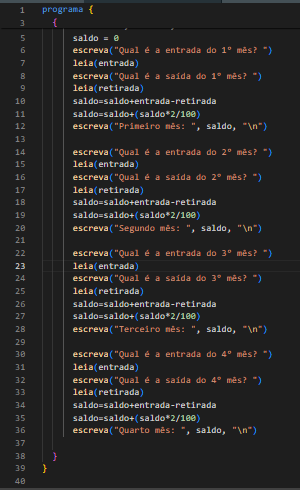 1 programa {
3 {
5 saldo = 0
6 escreva("Qual é a entrada do 1º mês? ")
7 leia(entrada)
8 escreva("Qual é a saída do 1º mês? ")
9 leia(retirada)
10 saldo=saldo+entrada-retirada
11 saldo=saldo+(saldo*2/100)
12 escreva("Primeiro mês: ", saldo, "\n")
13
14 escreva("Qual é a entrada do 2º mês? ")
15 leia(entrada)
16 escreva("Qual é a saída do 2º mês? ")
17 leia(retirada)
18 saldo=saldo+entrada-retirada
19 saldo=saldo+(saldo*2/100)
20 escreva("Segundo mês: ", saldo, "\n")
21
22 escreva("Qual é a entrada do 3º mês? ")
23 leia(entrada)
24 escreva("Qual é a saída do 3º mês? ")
25 leia(retirada)
26 saldo=saldo+entrada-retirada
27 saldo=saldo+(saldo*2/100)
28 escreva("Terceiro mês: ", saldo, "\n")
29
30 escreva("Qual é a entrada do 4º mês? ")
31 leia(entrada)
32 escreva("Qual é a saída do 4º mês? ")
33 leia(retirada)
34 saldo=saldo+entrada-retirada
35 saldo=saldo+(saldo*2/100)
36 escreva("Quarto mês: ", saldo, "\n")
37
38 }
39 }
40